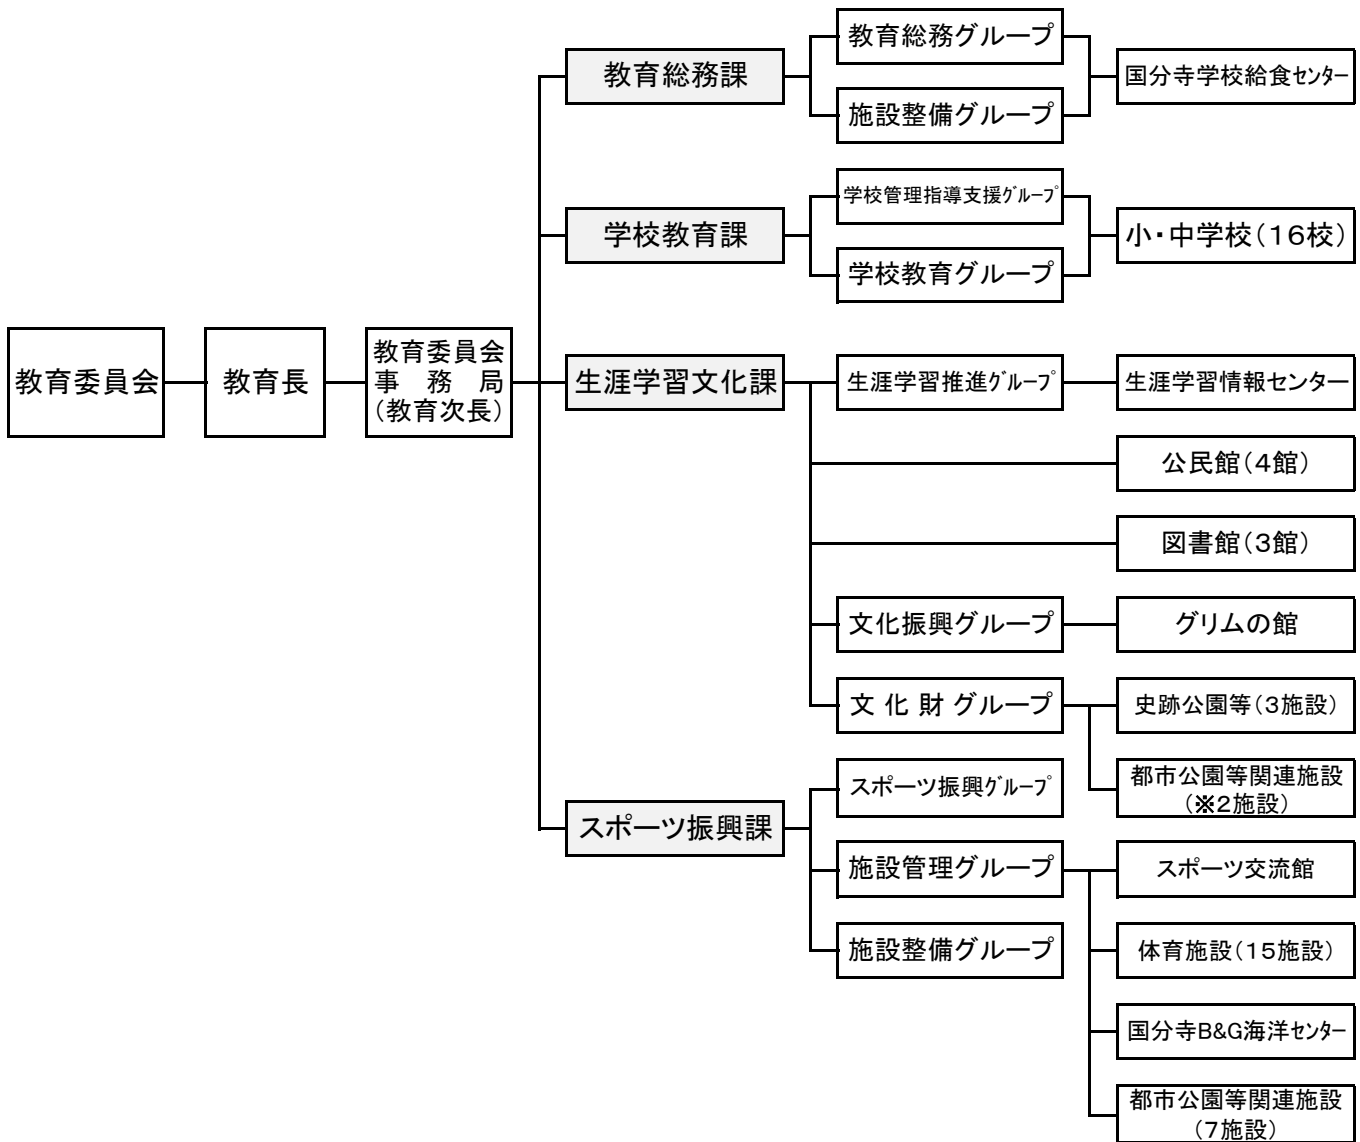 教育委員会
教育長
教育委員会
事務局
（教育次長）
教育総務課
教育総務グループ
施設整備グループ
国分寺学校給食ｾﾝﾀｰ
学校教育課
学校管理指導支援ｸﾞﾙｰﾌﾟ
学校教育グループ
小・中学校（１６校）
生涯学習文化課
生涯学習推進ｸﾞﾙｰﾌﾟ
生涯学習情報センター
公民館（４館）
図書館（３館）
文化振興グループ
グリムの館
文 化 財 グループ
史跡公園等（３施設）
都市公園等関連施設
（※２施設）
スポーツ振興課
スポーツ振興ｸﾞﾙｰﾌﾟ
施設管理グループ
施設整備グループ
スポーツ交流館
体育施設（１５施設）
国分寺B&G海洋ｾﾝﾀｰ
都市公園等関連施設
（７施設）